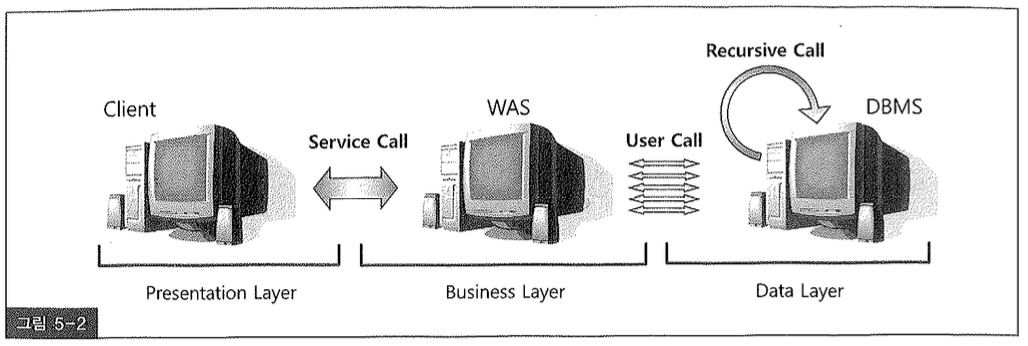 Recursive Call
Client
WAS
DBMS
Service Call
User Call
Presentation Layer
Business Layer
Data Layer
그림 5-2